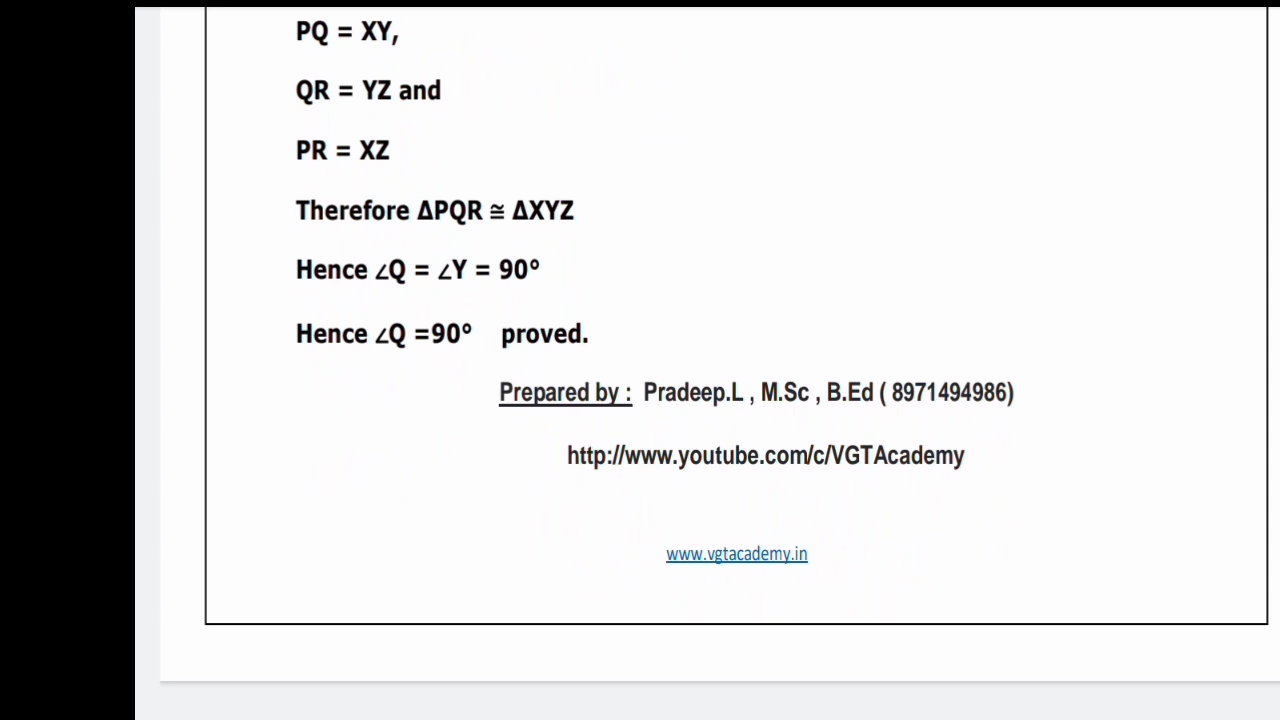 PQ = XY,
QR = YZ and
PR = XZ
Therefore ΔPQR ≅ ΔXYZ
Hence ∠Q = ∠Y = 90°
Hence ∠Q =90° proved.
Prepared by : Pradeep.L , M.Sc , B.Ed ( 8971494986)
http://www.youtube.com/c/VGTAcademy
www.vgtacademy.in